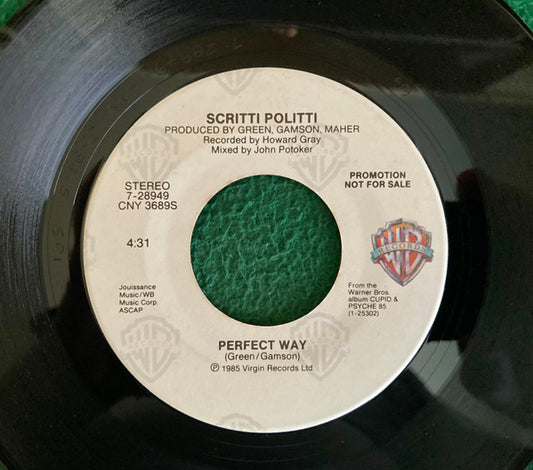 SCRITTI POLITTI
PRODUCED BY GREEN, GAMSON, MAHER
Recorded by Howard Gray
Mixed by John Potoker
PROMOTION
NOT FOR SALE
STEREO
7-28949
CNY 3689S
4:31
WB
RECORDS
Jouissance
Music/WB
Music Corp.
ASCAP
From the
Warner Bros.
album CUPID &
PSYCHE 85
(1-25302)
PERFECT WAY
(Green/Gamson)
℗ 1985 Virgin Records Ltd.